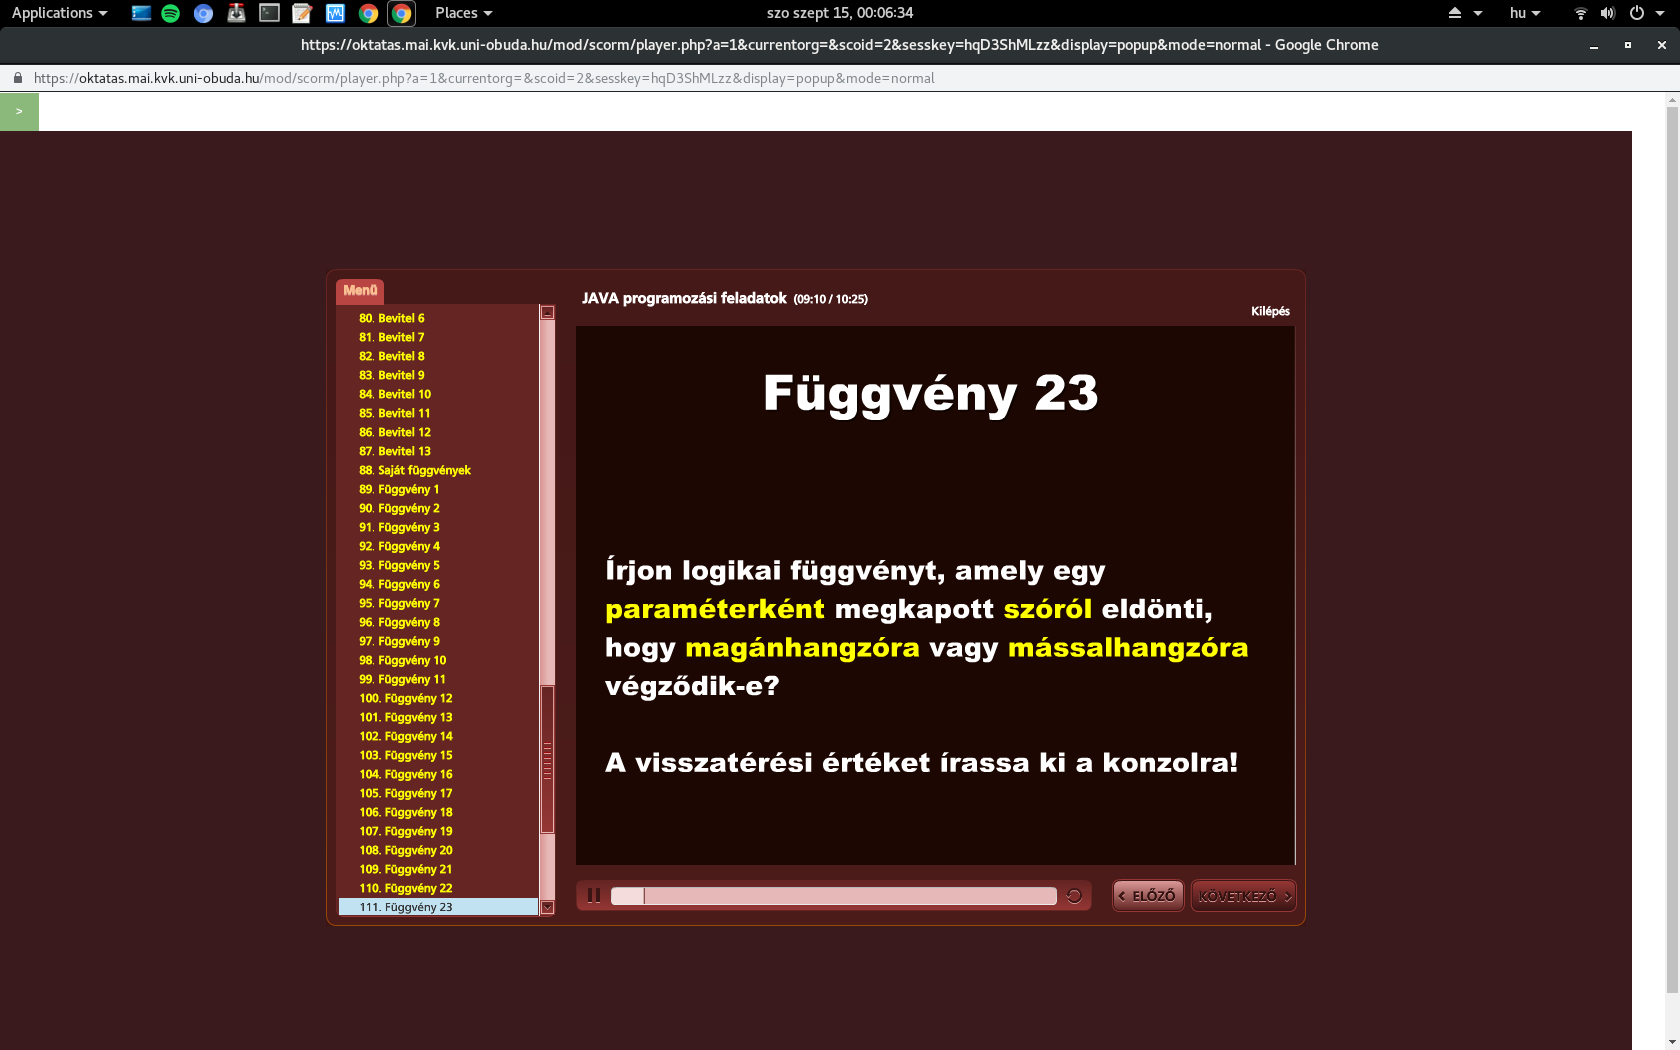 Applications
Places
szo szept 15, 00:06:34
hu
https://oktatas.mai.kvk.uni-obuda.hu/mod/scorm/player.php?a=1&currentorg=&scoid=2&sesskey=hqD3ShMLzz&display=popup&mode=normal - Google Chrome
https://oktatas.mai.kvk.uni-obuda.hu/mod/scorm/player.php?a=1&currentorg=&scoid=2&sesskey=hqD3ShMLzz&display=popup&mode=normal
>
Menü
80. Bevitel 6
81. Bevitel 7
82. Bevitel 8
83. Bevitel 9
84. Bevitel 10
85. Bevitel 11
86. Bevitel 12
87. Bevitel 13
88. Saját függvények
89. Függvény 1
90. Függvény 2
91. Függvény 3
92. Függvény 4
93. Függvény 5
94. Függvény 6
95. Függvény 7
96. Függvény 8
97. Függvény 9
98. Függvény 10
99. Függvény 11
100. Függvény 12
101. Függvény 13
102. Függvény 14
103. Függvény 15
104. Függvény 16
105. Függvény 17
106. Függvény 18
107. Függvény 19
108. Függvény 20
109. Függvény 21
110. Függvény 22
111. Függvény 23
JAVA programozási feladatok (09:10 / 10:25)
Kilépés
Függvény 23
Írjon logikai függvényt, amely egy
paraméterként megkapott szóról eldönti,
hogy magánhangzóra vagy mássalhangzóra
végződik-e?
A visszatérési értéket írassa ki a konzolra!
< ELŐZŐ
KÖVETKEZŐ >